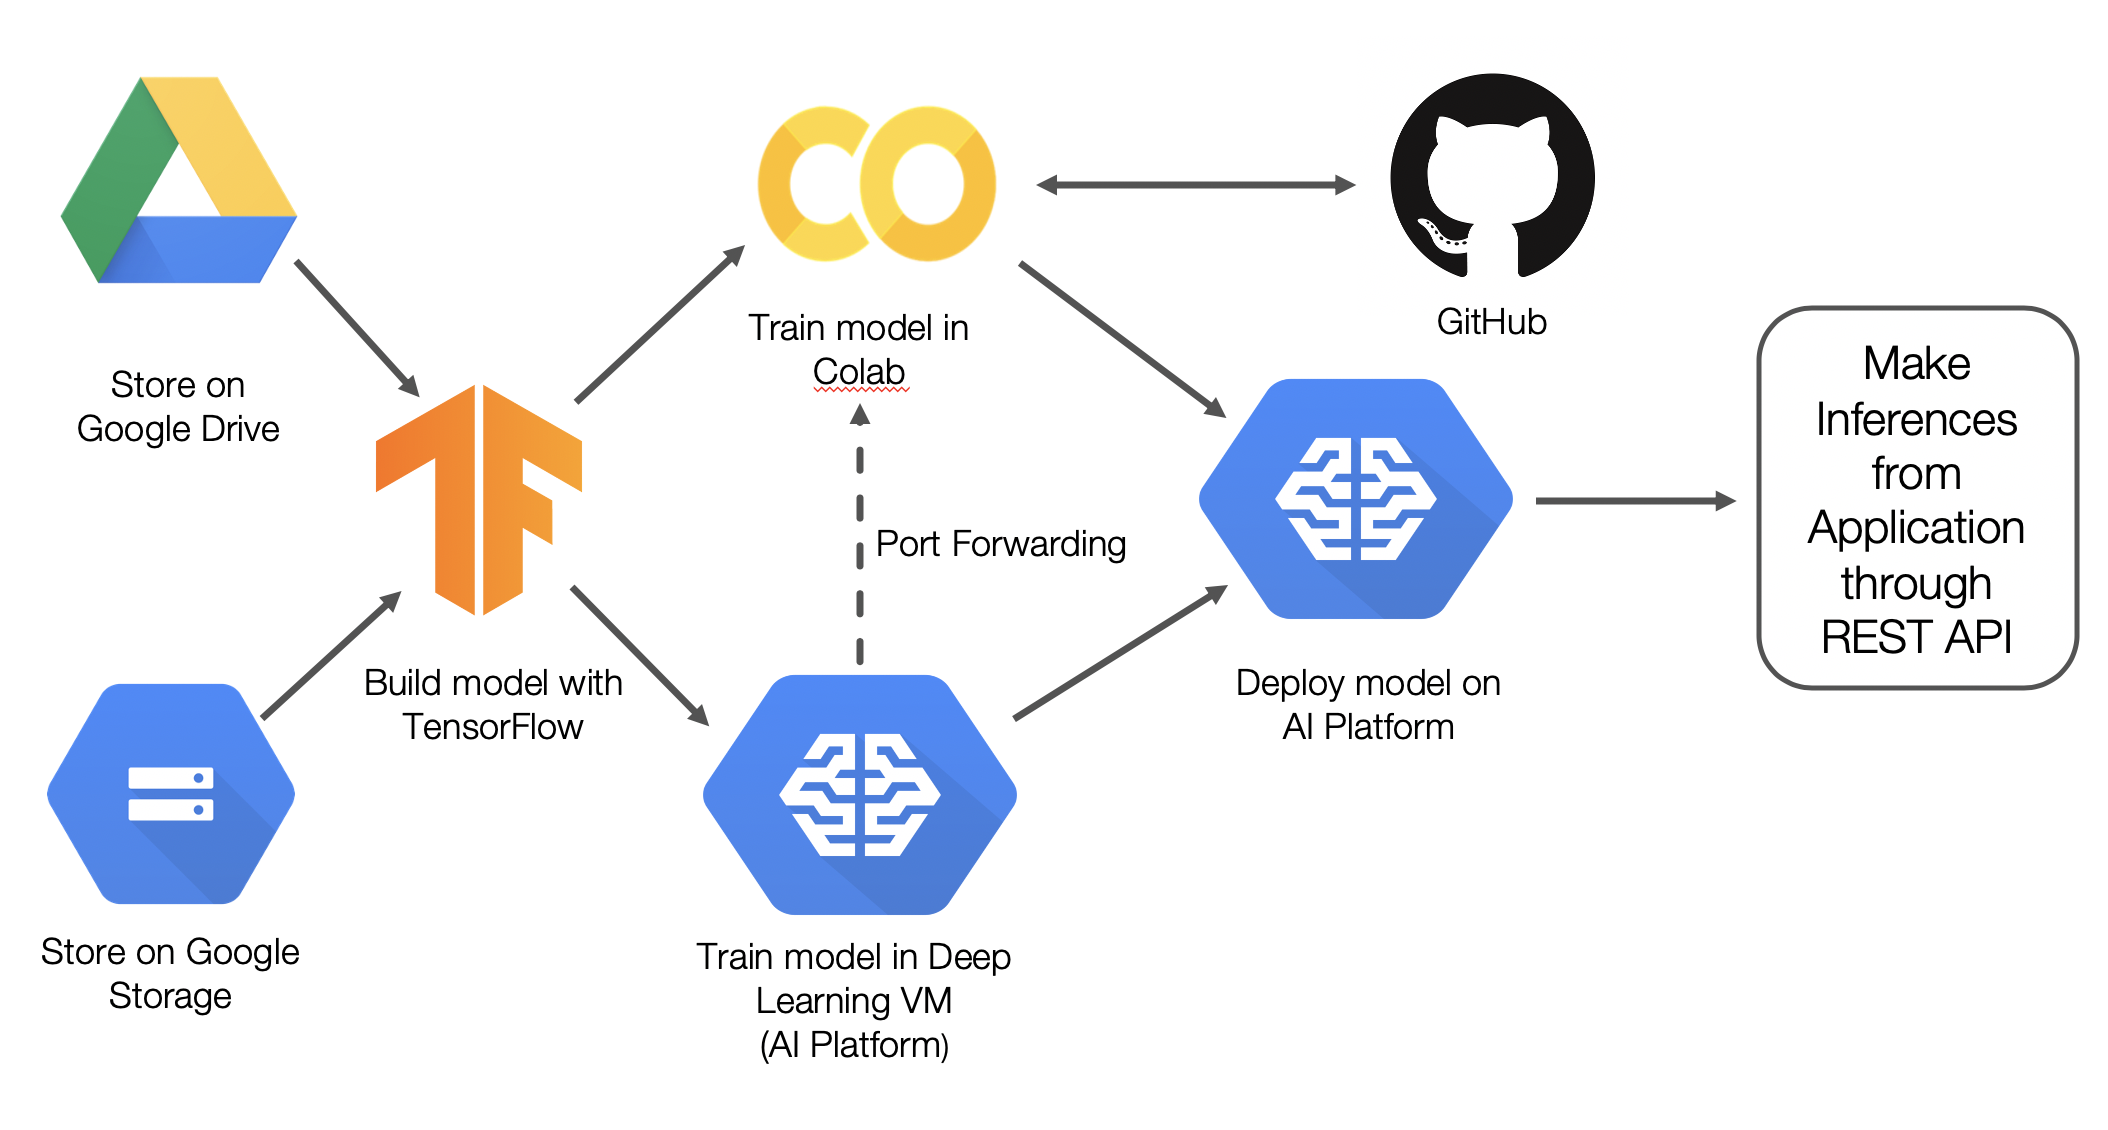 Store on
Google Drive
Build model with
TensorFlow
Store on Google
Storage
Train model in
Colab
Port Forwarding
Train model in Deep
Learning VM
(AI Platform)
GitHub
Deploy model on
AI Platform
Make
Inferences
from
Application
through
REST API